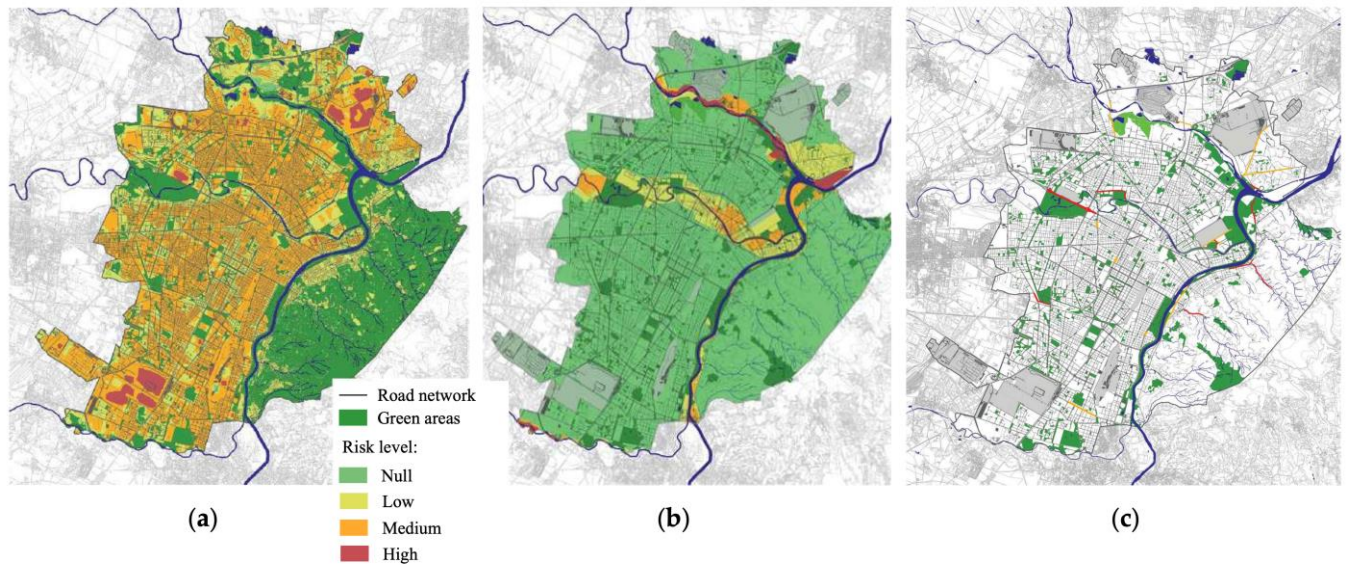 Road network
Green areas
Risk level:
Null
Low
Medium
High
(a)
(b)
(c)